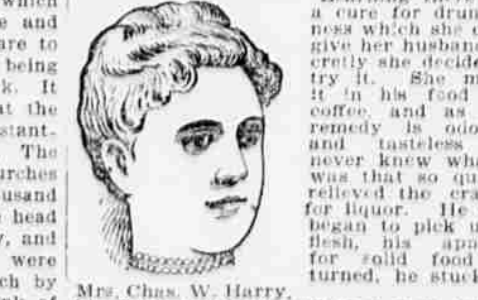 which
e and
are to
being
k. It
at the
stant-
The
urches
ousand
e head
y, and
were
ch by
Mrs. Chas. W. Harry.
a cure for drun
ness which she c
give her husban
cretly she decide
try it. She m
it in his food
coffee, and as
remedy is odo
and tasteless
never knew wha
was that so qu
relieved the cra
for liquor. He
began to pick u
flesh, his app
for solid food
turned, he stuck